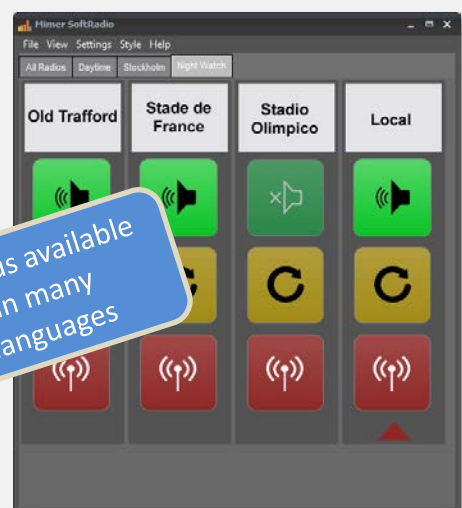 Mimer SoftRadio
File View Settings Style Help
All Radios Daytime Stockholm Night Watch
Old Trafford
Stade de
France
Stadio
Olimpico
Local
available
in many
languages